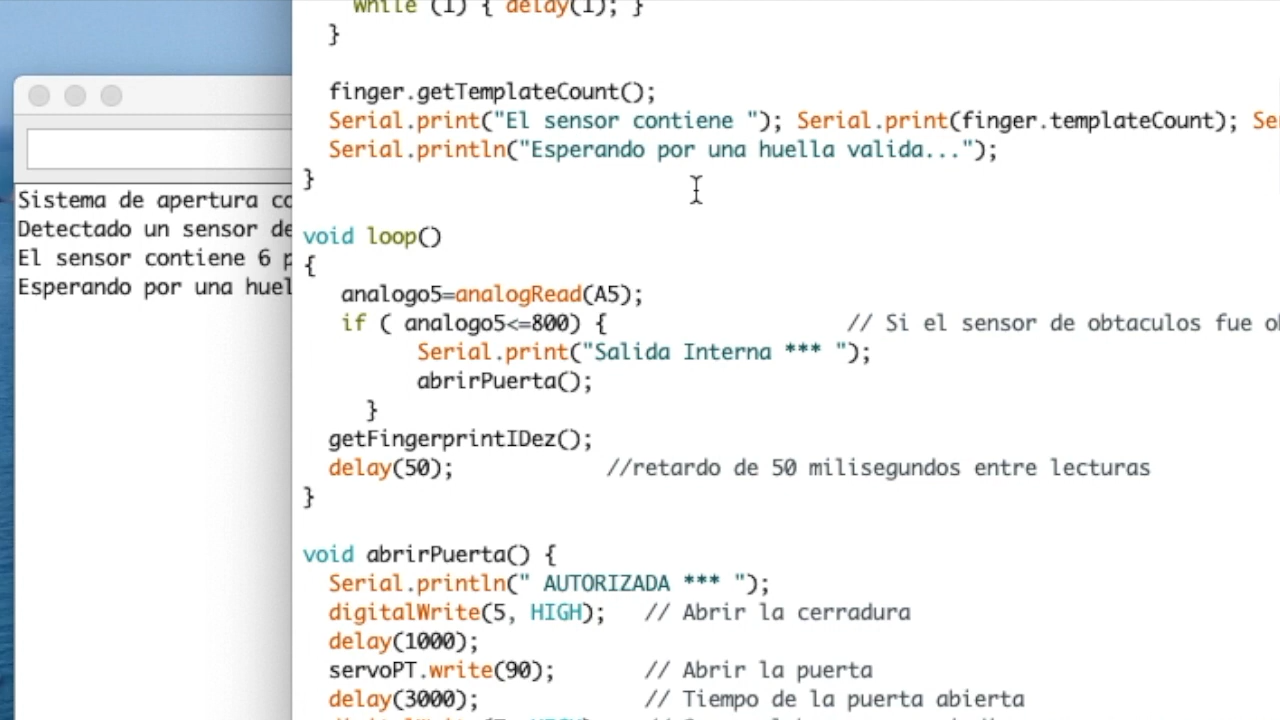 while (1) { delay(1); }
}
finger.getTemplateCount();
Serial.print("El sensor contiene "); Serial.print(finger.templateCount); Se
Serial.println("Esperando por una huella valida...");
}
void loop()
{
analogo5=analogRead(A5);
if ( analogo5<=800) { // Si el sensor de obtaculos fue
Serial.print("Salida Interna *** ");
abrirPuerta();
}
getFingerprintIDez();
delay(50); //retardo de 50 milisegundos entre lecturas
}
void abrirPuerta() {
Serial.println(" AUTORIZADA *** ");
digitalWrite(5, HIGH); // Abrir la cerradura
delay(1000);
servoPT.write(90); // Abrir la puerta
delay(3000); // Tiempo de la puerta abierta
Sistema de apertura co
Detectado un sensor de
El sensor contiene 6 p
Esperando por una huel